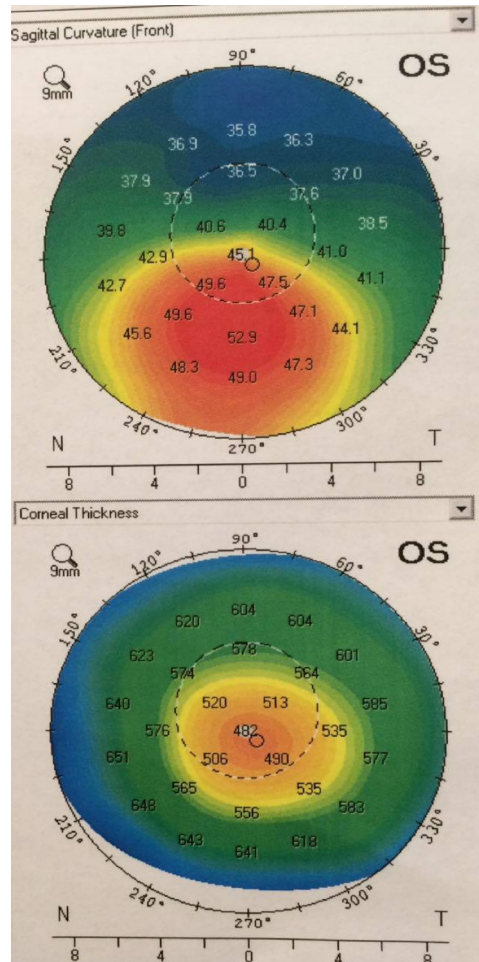 Sagittal Curvature (Front)
OS
9mm
90°
120° 60°
150° 30°
35.8
36.9 36.3
36.5
37.9 37.0
37.9 37.6
39.8 40.6 40.4 38.5
45.1
42.9 41.0
42.7 49.6 47.5 41.1
49.6 47.1
45.6 52.9 44.1
48.3 47.3
49.0
210° 330°
240° 300°
270°
N T
8 4 0 4 8
Corneal Thickness
OS
9mm
90°
120° 60°
150° 30°
604
620 604
578
623 601
574 564
640 520 513 585
576 482 535
651 506 490 577
565 535
648 556 583
643 618
641
210° 330°
240° 300°
270°
N T
8 4 0 4 8